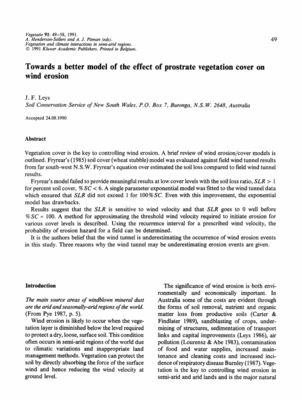 Vegetatio 91: 49–58, 1991.
A. Henderson-Sellers and A. J. Pitman (eds).
Vegetation and climate interactions in semi-arid regions.
© 1991 Kluwer Academic Publishers. Printed in Belgium.
49
Towards a better model of the effect of prostrate vegetation cover on
wind erosion
J. F. Leys
Soil Conservation Service of New South Wales, P.O. Box 7, Buronga, N.S.W. 2648, Australia
Accepted 24.08.1990
Abstract
Vegetation cover is the key to controlling wind erosion. A brief review of wind erosion/cover models is
outlined. Fryrear's (1985) soil cover (wheat stubble) model was evaluated against field wind tunnel results
from far south-west N.S.W. Fryrear's equation over estimated the soil loss compared to field wind tunnel
results.
Fryrear's model failed to provide meaningful results at low cover levels with the soil loss ratio, SLR > 1
for percent soil cover, %SC < 6. A single parameter exponential model was fitted to the wind tunnel data
which ensured that SLR did not exceed 1 for 100%SC. Even with this improvement, the exponential
model has drawbacks.
Results suggest that the SLR is sensitive to wind velocity and that SLR goes to 0 well before
%SC = 100. A method for approximating the threshold wind velocity required to initiate erosion for
various cover levels is described. Using the recurrence interval for a prescribed wind velocity, the
probability of erosion hazard for a field can be determined.
It is the authors belief that the wind tunnel is underestimating the occurrence of wind erosion events
in this study. Three reasons why the wind tunnel may be underestimating erosion events are given.
Introduction
The main source areas of windblown mineral dust
are the arid and seasonally-arid regions of the world.
(From Pye 1987, p. 5).
Wind erosion is likely to occur when the vege-
tation layer is diminished below the level required
to protect a dry, loose, surface soil. This condition
often occurs in semi-arid regions of the world due
to climatic variations and inappropriate land
management methods. Vegetation can protect the
soil by directly absorbing the force of the surface
wind and hence reducing the wind velocity at
ground level.
The significance of wind erosion is both envi-
ronmentally and economically important. In
Australia some of the costs are evident through
the forms of soil removal, nutrient and organic
matter loss from productive soils (Carter &
Findlater 1989), sandblasting of crops, under-
mining of structures, sedimentation of transport
links and capital improvements (Leys 1986), air
pollution (Lourensz & Abe 1983), contamination
of food and water supplies, increased main-
tenance and cleaning costs and increased inci-
dence of respiratory disease Burnley (1987). Vege-
tation is the key to controlling wind erosion in
semi-arid and arid lands and is the major natural